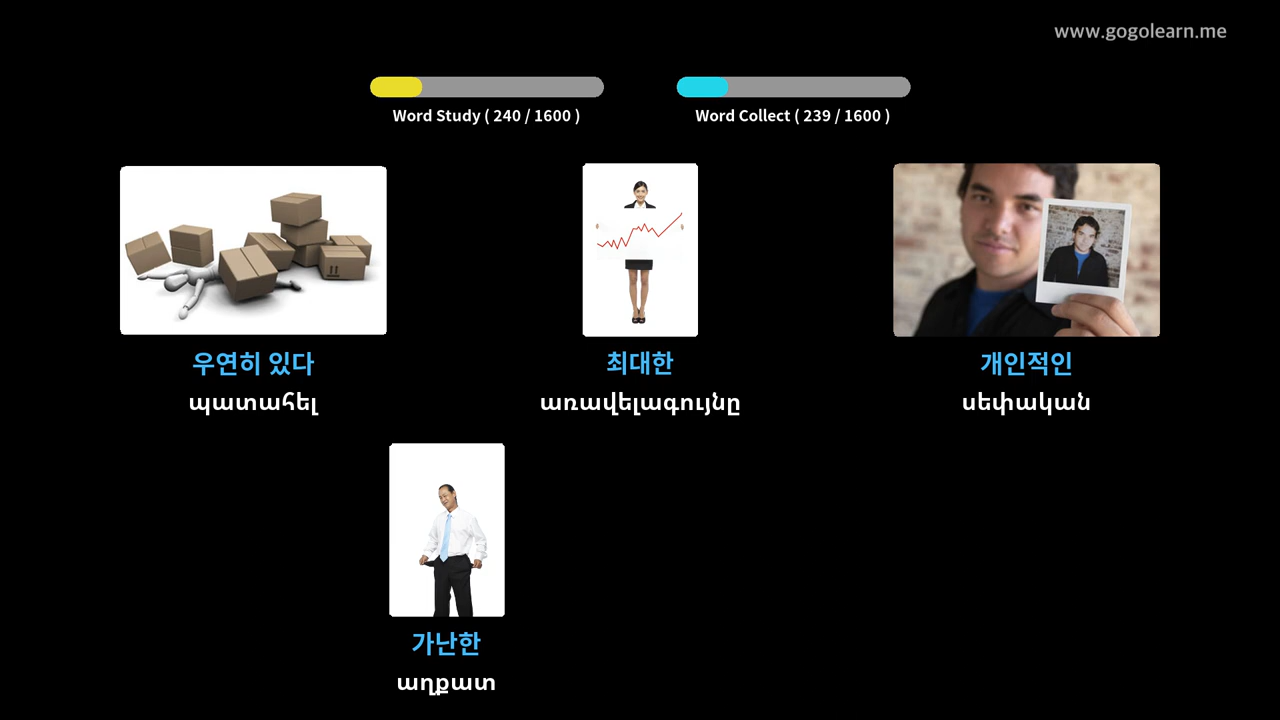 www.gogolearn.me
Word Study ( 240 / 1600 )
Word Collect ( 239 / 1600 )
우연히 있다
պատահել
최대한
առավելագույնը
개인적인
սեփական
가난한
աղքատ